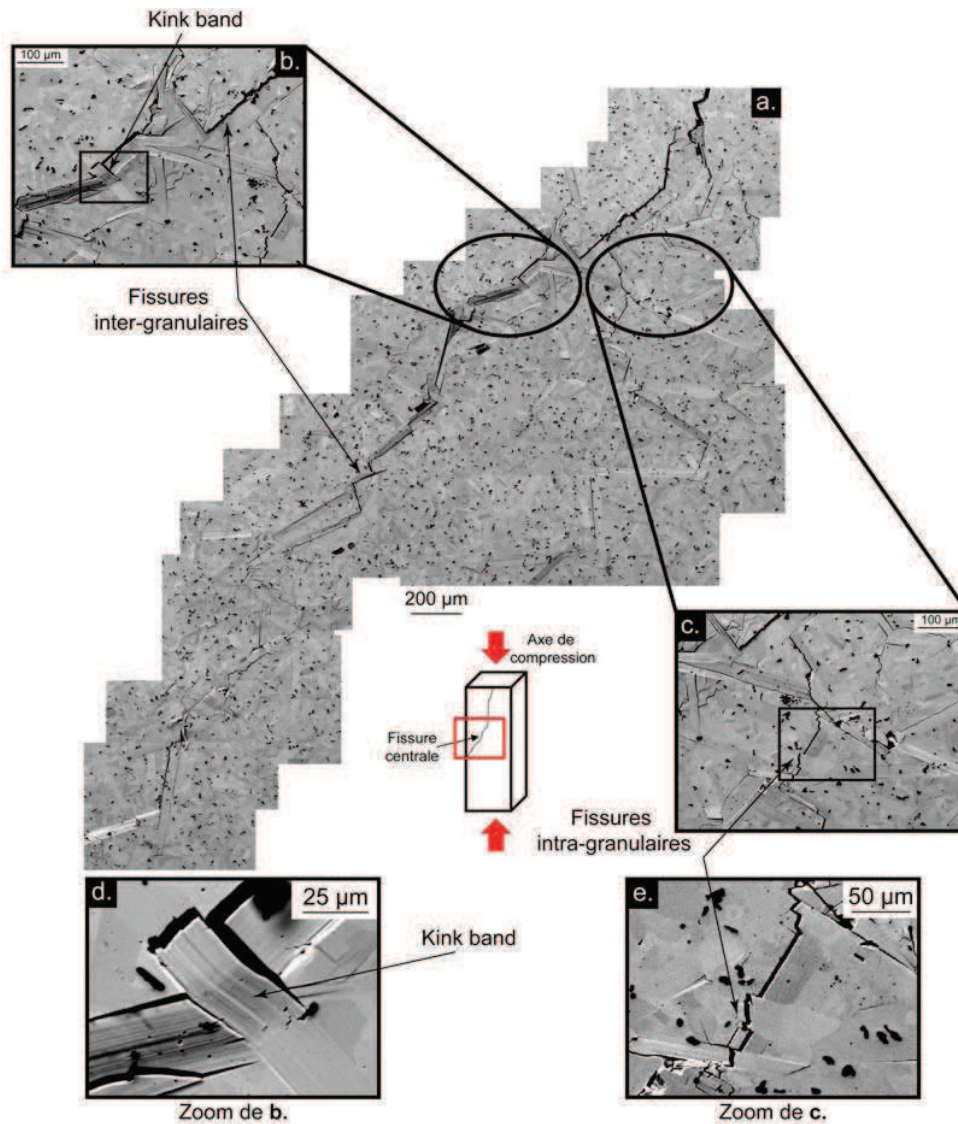 Kink band
100 µm
b.
a.
Fissures
inter-granulaires
200 µm
Axe de
compression
Fissure
centrale
c.
100 µm
Fissures
intra-granulaires
d.
25 µm
Kink band
e.
50 µm
Zoom de b.
Zoom de c.